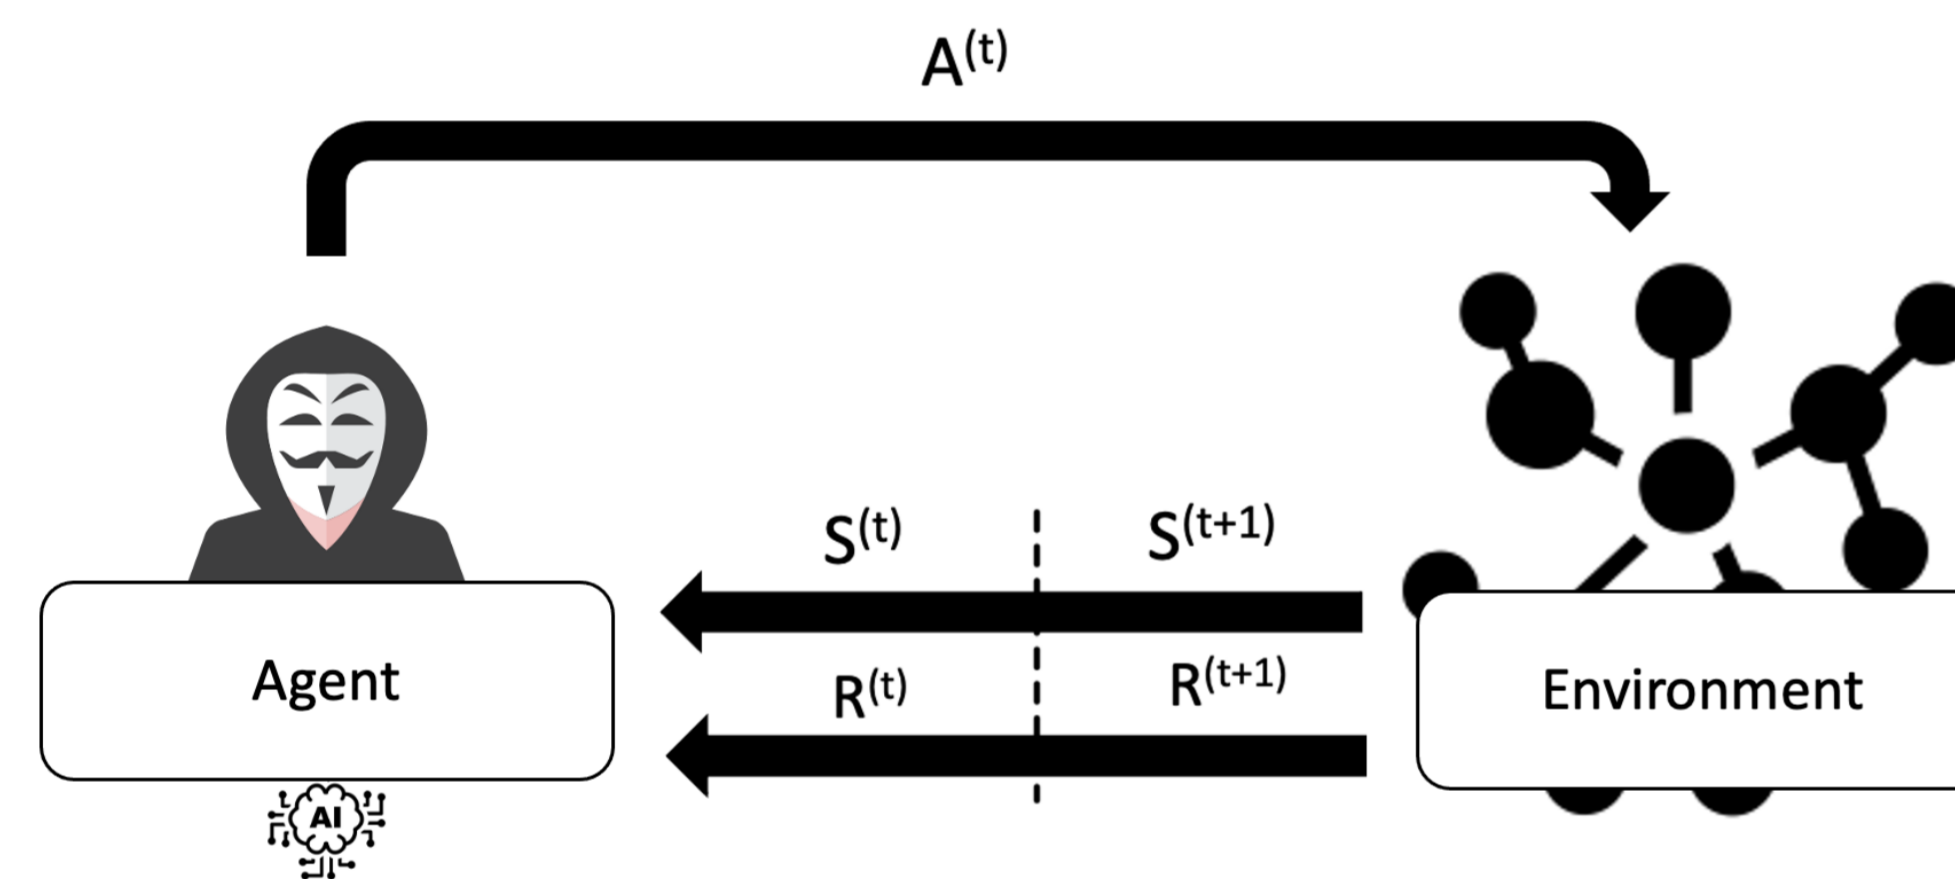 A(t)
S(t)
S(t+1)
R(t)
R(t+1)
Agent
Environment
AI